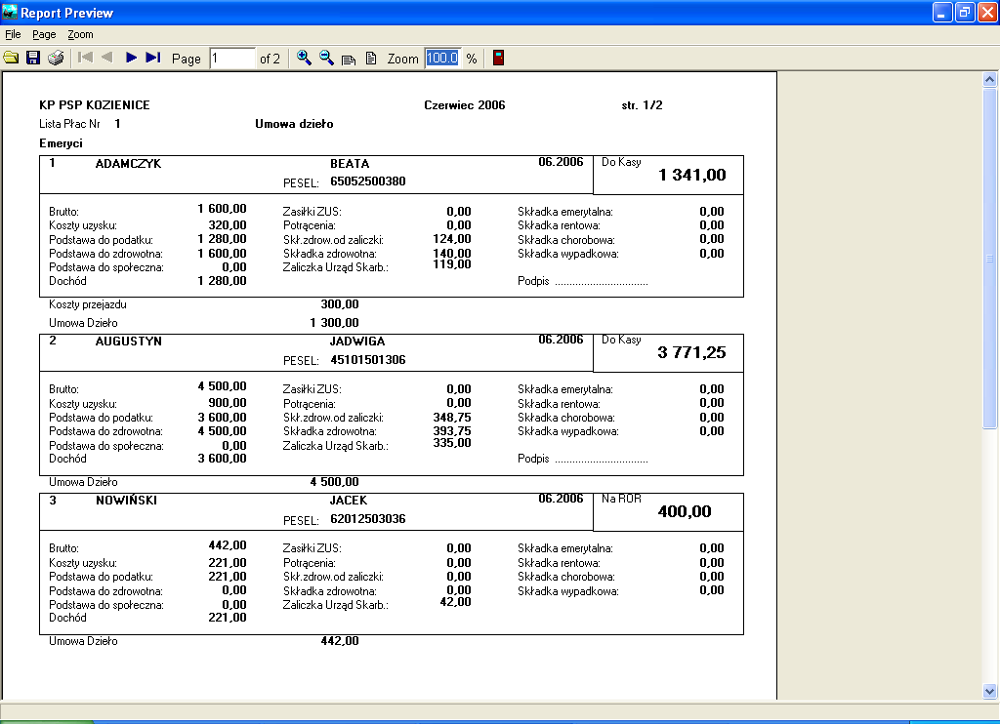 Report Preview
File Page Zoom
Page 1 of 2 Zoom 100.0 %
KP PSP KOZIENICE Czerwiec 2006 str. 1/2
Lista Płac Nr 1 Umowa dzieło
Emeryci
1 ADAMCZYK BEATA 06.2006 Do Kasy 1 341,00
PESEL: 65052500380
Brutto: 1 600,00 Zasiłki ZUS: 0,00 Składka emerytalna: 0,00
Koszty uzysku: 320,00 Potrącenia: 0,00 Składka rentowa: 0,00
Podstawa do podatku: 1 280,00 Skł.zdrow.od zaliczki: 124,00 Składka chorobowa: 0,00
Podstawa do zdrowotna: 1 600,00 Składka zdrowotna: 140,00 Składka wypadkowa: 0,00
Podstawa do społeczna: 0,00 Zaliczka Urząd Skarb.: 119,00
Dochód 1 280,00 Podpis ................................
Koszty przejazdu 300,00
Umowa Dzieło 1 300,00
2 AUGUSTYN JADWIGA 06.2006 Do Kasy 3 771,25
PESEL: 45101501306
Brutto: 4 500,00 Zasiłki ZUS: 0,00 Składka emerytalna: 0,00
Koszty uzysku: 900,00 Potrącenia: 0,00 Składka rentowa: 0,00
Podstawa do podatku: 3 600,00 Skł.zdrow.od zaliczki: 348,75 Składka chorobowa: 0,00
Podstawa do zdrowotna: 4 500,00 Składka zdrowotna: 393,75 Składka wypadkowa: 0,00
Podstawa do społeczna: 0,00 Zaliczka Urząd Skarb.: 335,00
Dochód 3 600,00 Podpis ................................
Umowa Dzieło 4 500,00
3 NOWIŃSKI JACEK 06.2006 Na ROR 400,00
PESEL: 62012503036
Brutto: 442,00 Zasiłki ZUS: 0,00 Składka emerytalna: 0,00
Koszty uzysku: 221,00 Potrącenia: 0,00 Składka rentowa: 0,00
Podstawa do podatku: 221,00 Skł.zdrow.od zaliczki: 0,00 Składka chorobowa: 0,00
Podstawa do zdrowotna: 0,00 Składka zdrowotna: 0,00 Składka wypadkowa: 0,00
Podstawa do społeczna: 0,00 Zaliczka Urząd Skarb.: 42,00
Dochód 221,00
Umowa Dzieło 442,00